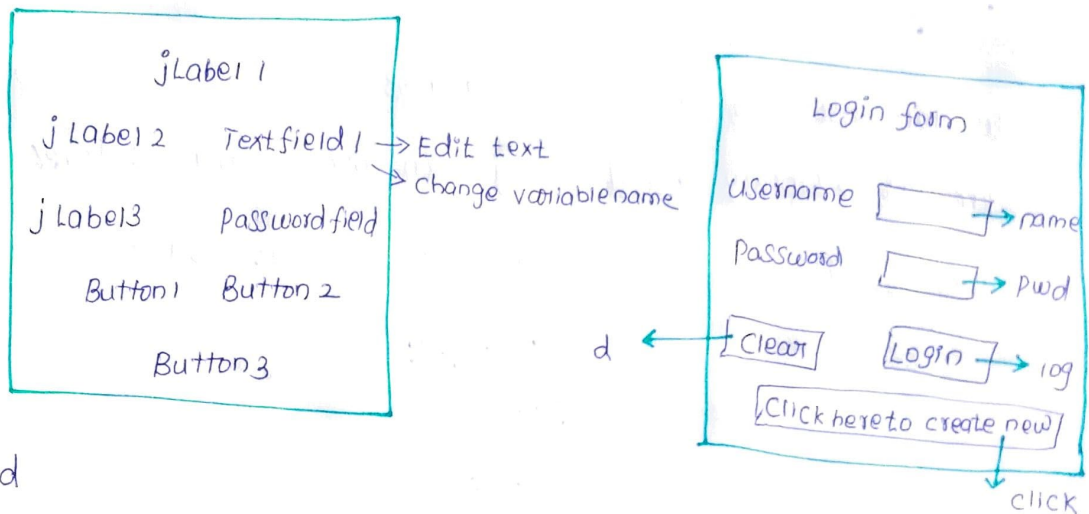 jLabel 1
jLabel 2 Textfield 1 → Edit text
→ Change variablename
jLabel3 Passwordfield
Button1 Button 2
Button3
d
Login form
username → name
Password → pwd
d ← Clear Login → log
Click here to create new
click